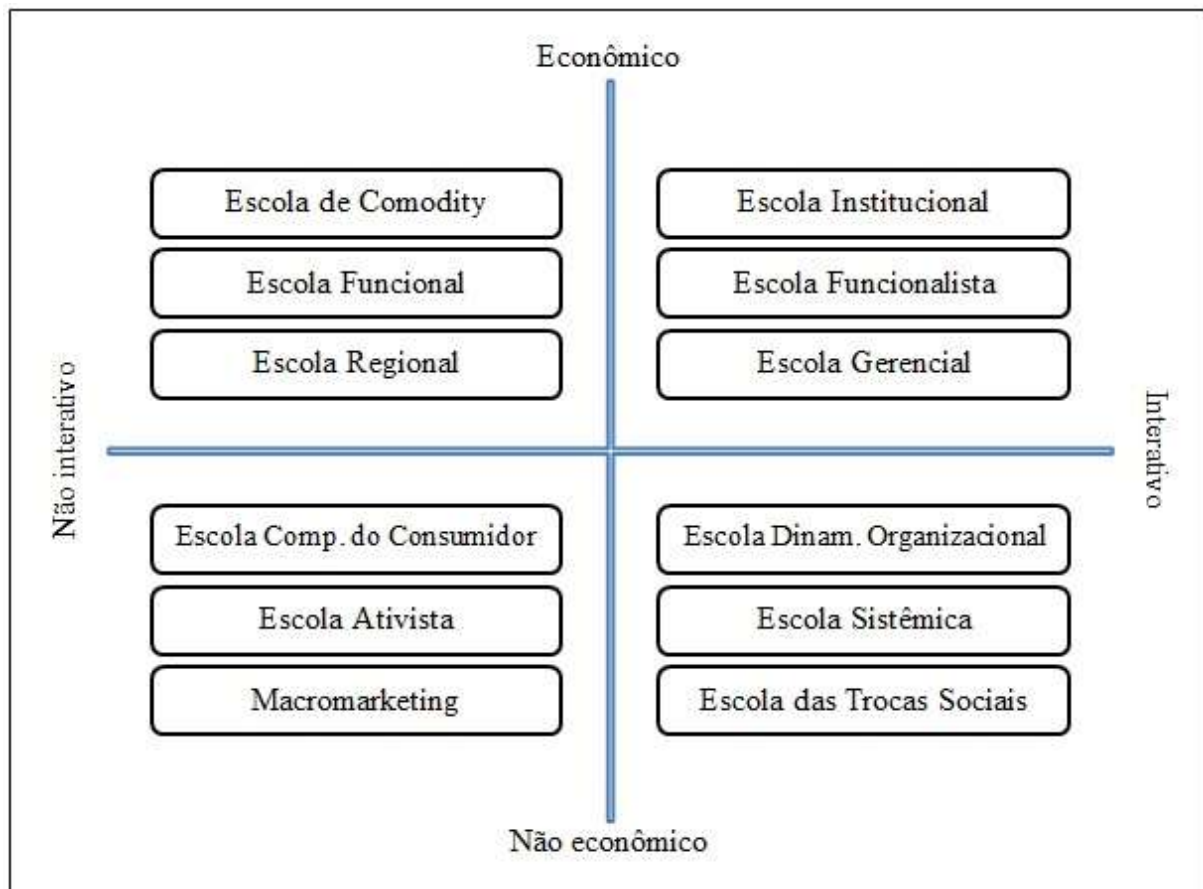 Econômico
Escola de Comodity
Escola Institucional
Escola Funcional
Escola Funcionalista
Escola Regional
Escola Gerencial
Não interativo
Interativo
Escola Comp. do Consumidor
Escola Dinam. Organizacional
Escola Ativista
Escola Sistêmica
Macromarketing
Escola das Trocas Sociais
Não econômico